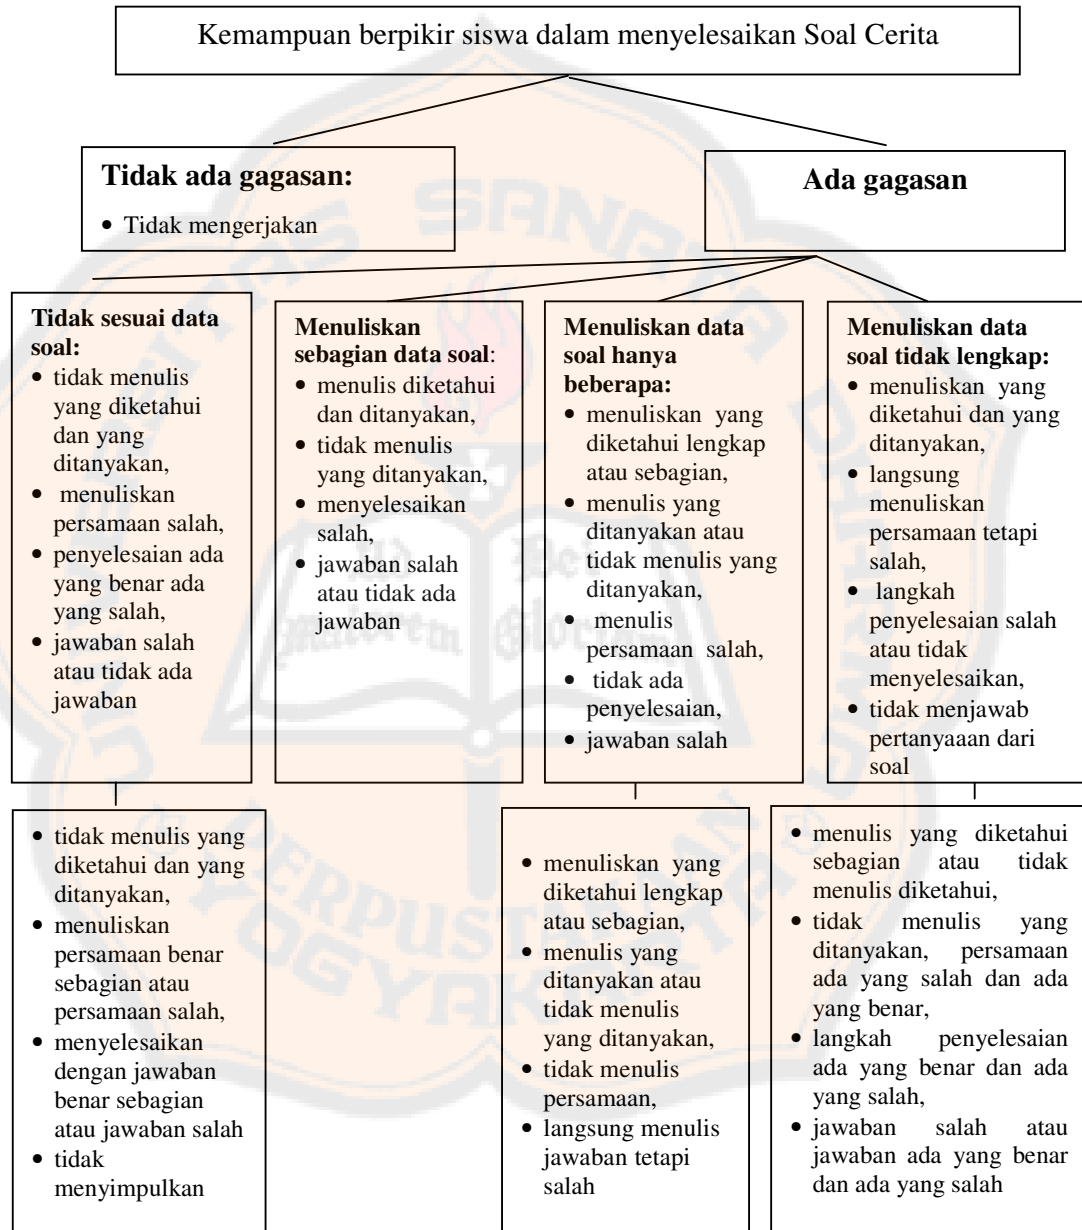 Kemampuan berpikir siswa dalam menyelesaikan Soal Cerita
Tidak ada gagasan:
• Tidak mengerjakan
Ada gagasan
Tidak sesuai data
soal:
• tidak menulis
yang diketahui
dan yang
ditanyakan,
• menuliskan
persamaan salah,
• penyelesaian ada
yang benar ada
yang salah,
• jawaban salah
atau tidak ada
jawaban
Menuliskan
sebagian data soal:
• menulis diketahui
dan ditanyakan,
• tidak menulis
yang ditanyakan,
• menyelesaikan
salah,
• jawaban salah
atau tidak ada
jawaban
Menuliskan data
soal hanya
beberapa:
• menuliskan yang
diketahui lengkap
atau sebagian,
• menulis yang
ditanyakan atau
tidak menulis yang
ditanyakan,
• menulis
persamaan salah,
• tidak ada
penyelesaian,
• jawaban salah
Menuliskan data
soal tidak lengkap:
• menuliskan yang
diketahui dan yang
ditanyakan,
• langsung
menuliskan
persamaan tetapi
salah,
• langkah
penyelesaian salah
atau tidak
menyelesaikan,
• tidak menjawab
pertanyaaan dari
soal
• tidak menulis yang
diketahui dan yang
ditanyakan,
• menuliskan
persamaan benar
sebagian atau
persamaan salah,
• menyelesaikan
dengan jawaban
benar sebagian
atau jawaban salah
• tidak
menyimpulkan
• menuliskan yang
diketahui lengkap
atau sebagian,
• menulis yang
ditanyakan atau
tidak menulis
yang ditanyakan,
• tidak menulis
persamaan,
• langsung menulis
jawaban tetapi
salah
• menulis yang diketahui
sebagian atau tidak
menulis diketahui,
• tidak menulis yang
ditanyakan, persamaan
ada yang salah dan ada
yang benar,
• langkah penyelesaian
ada yang benar dan ada
yang salah,
• jawaban salah atau
jawaban ada yang benar
dan ada yang salah
UNIVERSITAS SANATA DHARMA
Ad Dei
maiorem Gloriam
PERPUSTAKAAN
YOGYAKARTA